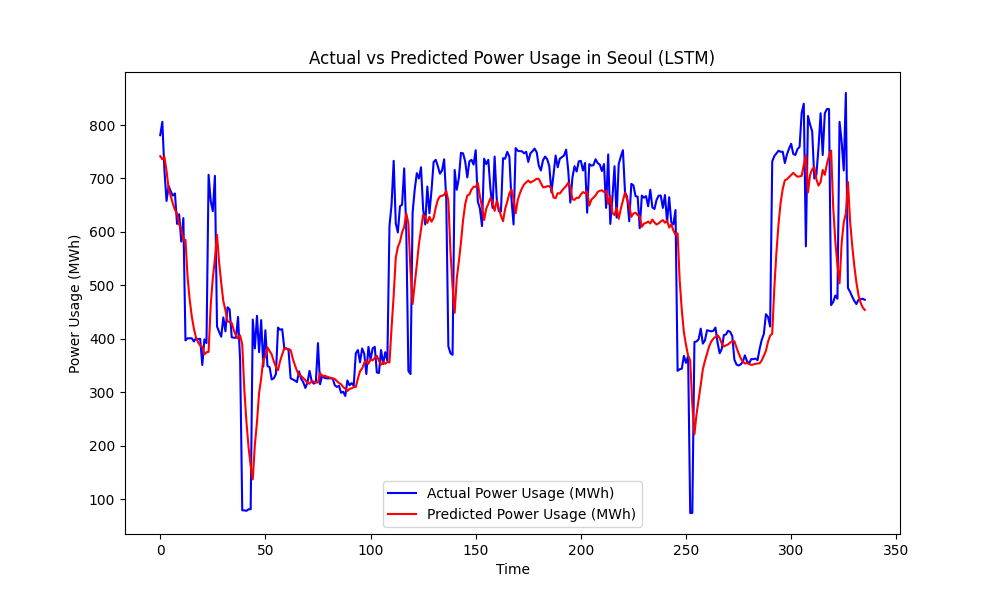 Actual vs Predicted Power Usage in Seoul (LSTM)
Power Usage (MWh)
800
700
600
500
400
300
200
100
Actual Power Usage (MWh)
Predicted Power Usage (MWh)
0 50 100 150 200 250 300 350
Time